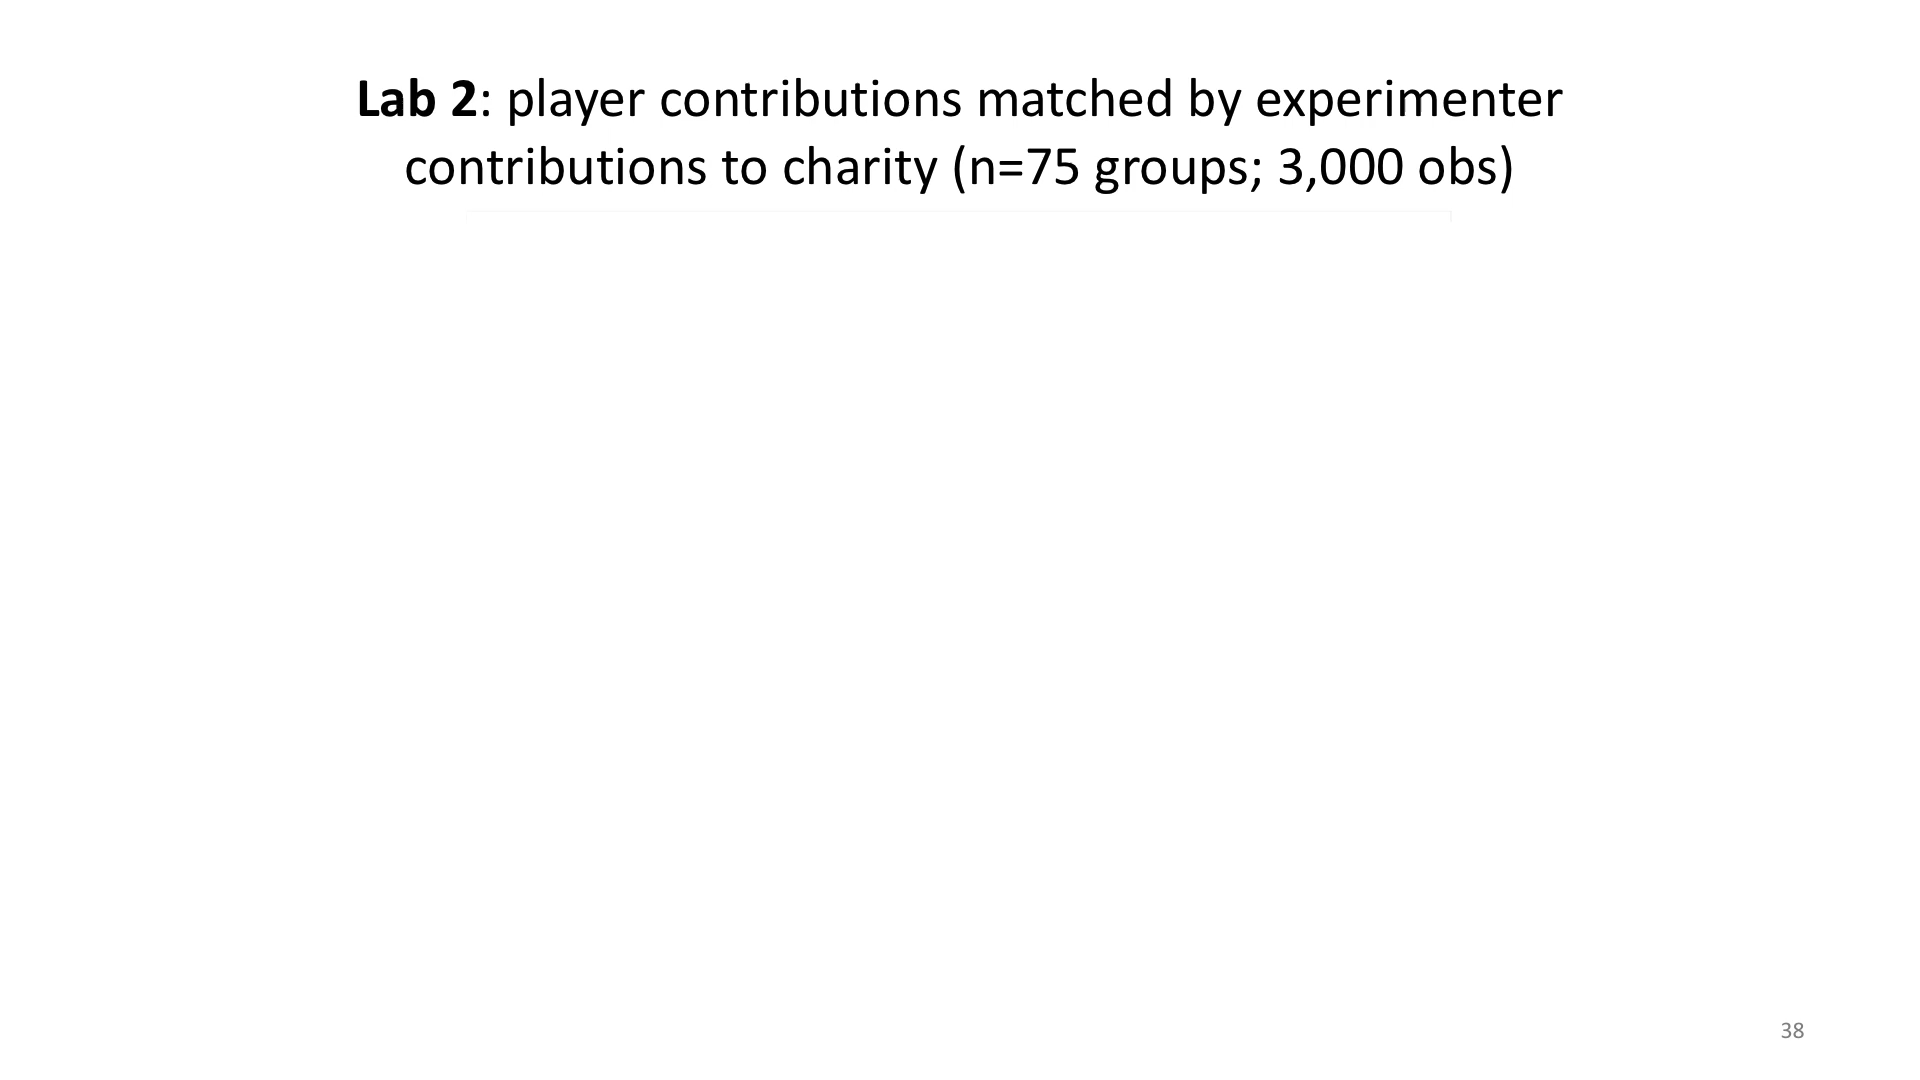 Lab 2: player contributions matched by experimenter
contributions to charity (n=75 groups; 3,000 obs)
38